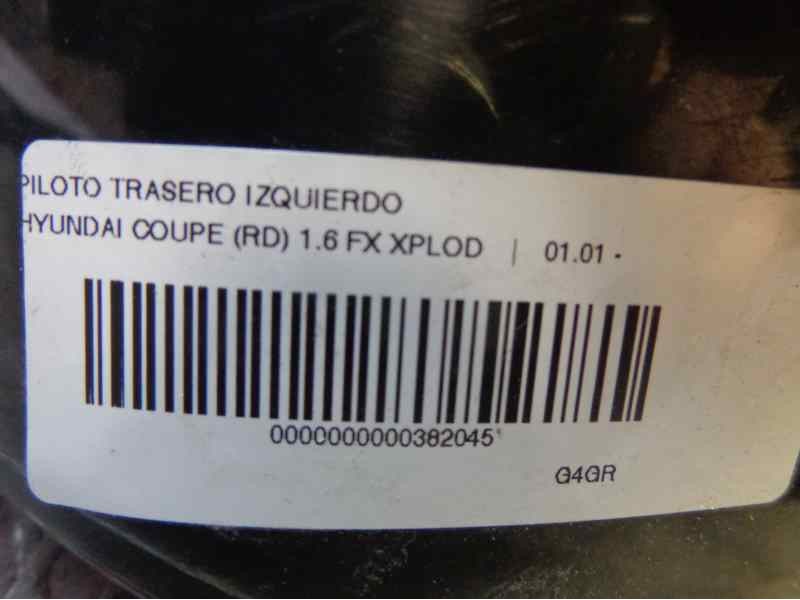 PILOTO TRASERO IZQUIERDO
HYUNDAI COUPE (RD) 1.6 FX XPLOD | 01.01 -
0000000000382045
G4GR